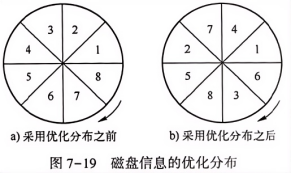 3 2 7 4
4 1 2 1
5 8 5 6
6 7 8 3
a) 采用优化分布之前 b) 采用优化分布之后
图 7-19 磁盘信息的优化分布